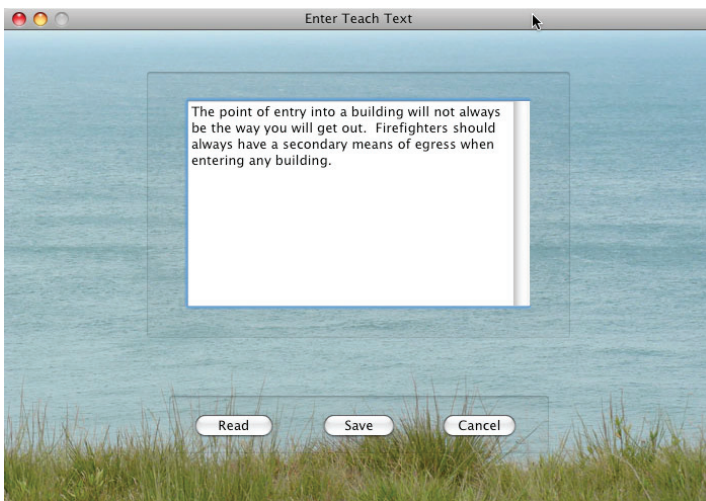 Enter Teach Text
The point of entry into a building will not always
be the way you will get out.  Firefighters should
always have a secondary means of egress when
entering any building.
Read
Save
Cancel